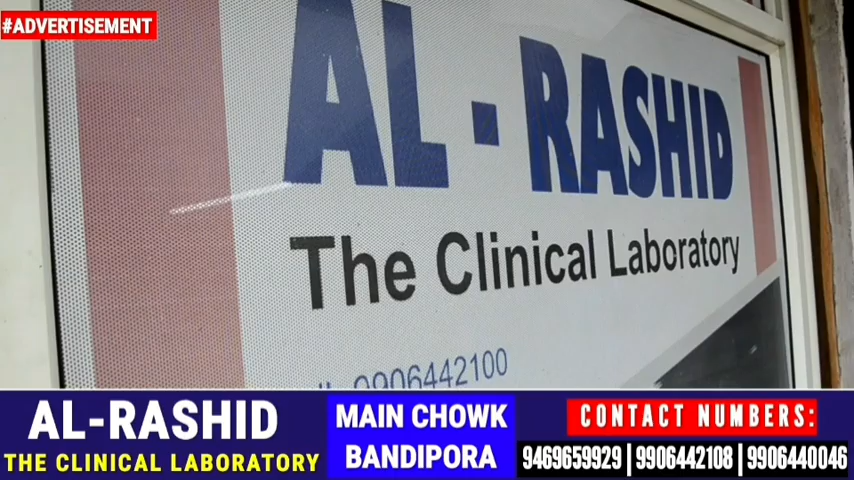 #ADVERTISEMENT
AL-RASHID
The Clinical Laboratory
9906442100
AL-RASHID
THE CLINICAL LABORATORY
MAIN CHOWK
BANDIPORA
CONTACT NUMBERS:
9469659929 | 9906442108 | 9906440046